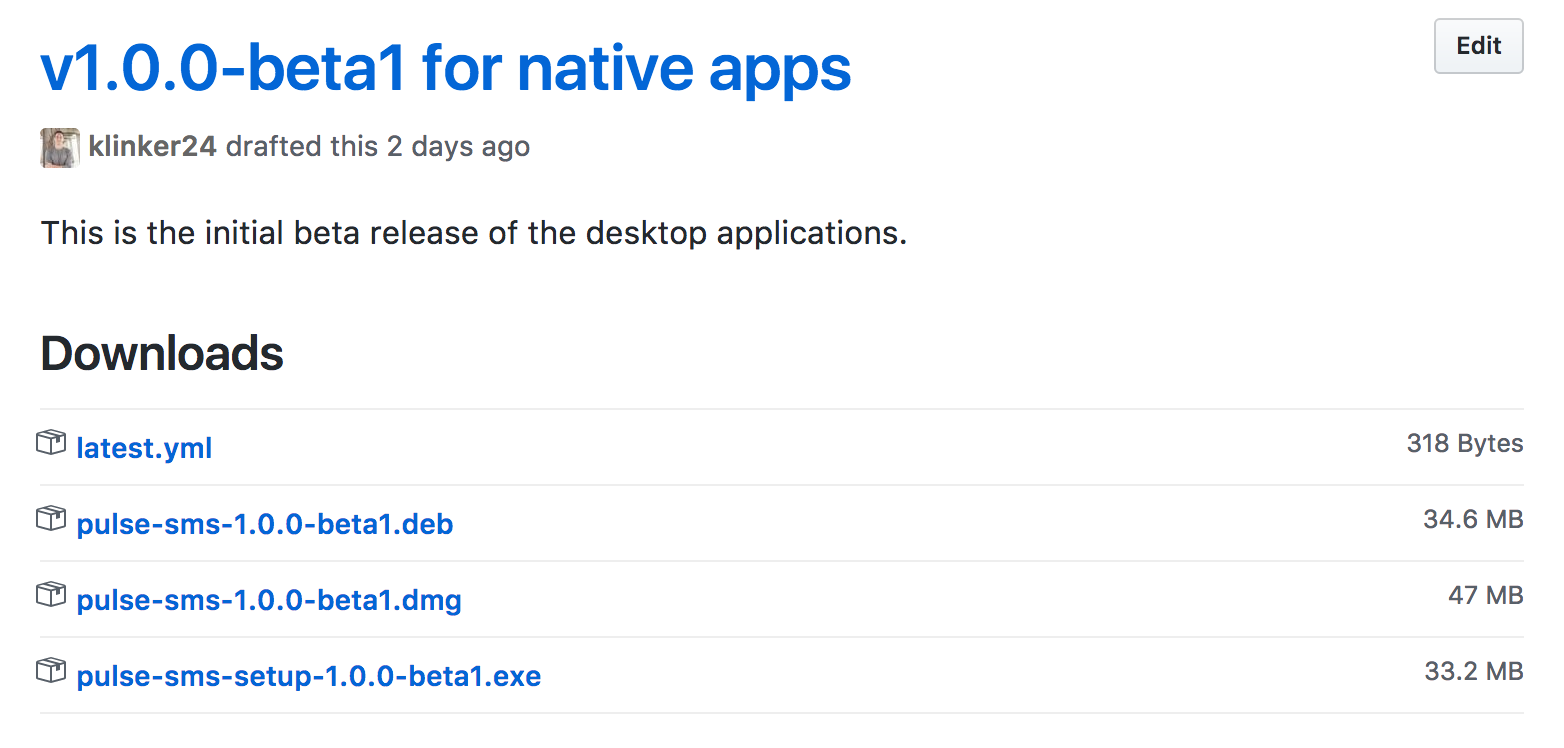 v1.0.0-beta1 for native apps
Edit
klinker24 drafted this 2 days ago
This is the initial beta release of the desktop applications.
Downloads
latest.yml 318 Bytes
pulse-sms-1.0.0-beta1.deb 34.6 MB
pulse-sms-1.0.0-beta1.dmg 47 MB
pulse-sms-setup-1.0.0-beta1.exe 33.2 MB